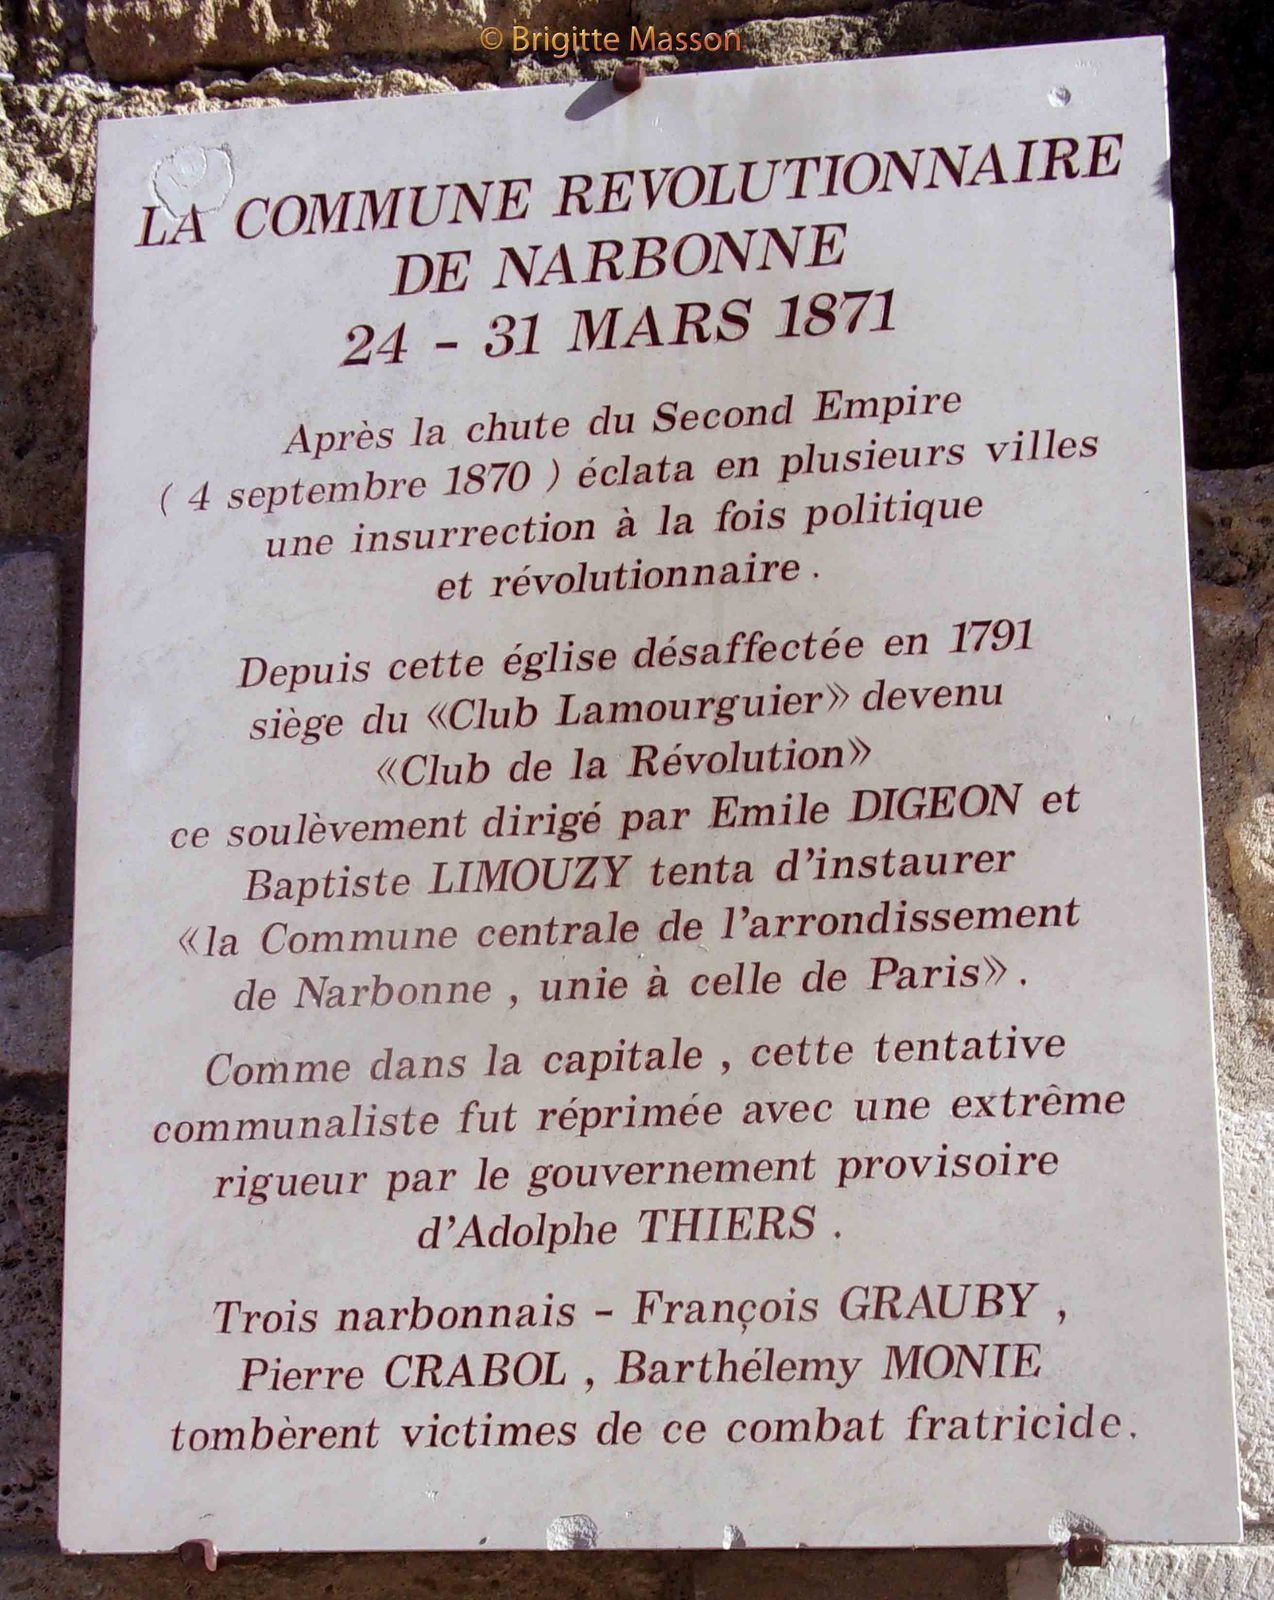 © Brigitte Masson
LA COMMUNE REVOLUTIONNAIRE
DE NARBONNE
24 - 31 MARS 1871
Après la chute du Second Empire
( 4 septembre 1870 ) éclata en plusieurs villes
une insurrection à la fois politique
et révolutionnaire .
Depuis cette église désaffectée en 1791
siège du «Club Lamourguier» devenu
«Club de la Révolution»
ce soulèvement dirigé par Emile DIGEON et
Baptiste LIMOUZY tenta d'instaurer
«la Commune centrale de l'arrondissement
de Narbonne , unie à celle de Paris» .
Comme dans la capitale , cette tentative
communaliste fut réprimée avec une extrême
rigueur par le gouvernement provisoire
d'Adolphe THIERS .
Trois narbonnais - François GRAUBY ,
Pierre CRABOL , Barthélemy MONIE
tombèrent victimes de ce combat fratricide .